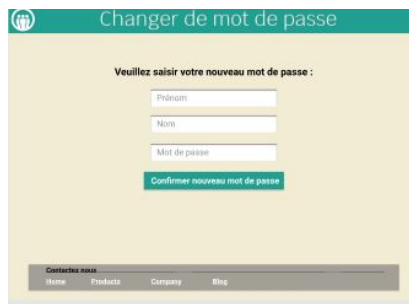 Changer de mot de passe
Veuillez saisir votre nouveau mot de passe :
Prénom
Nom
Mot de passe
Confirmer nouveau mot de passe
Contactez nous
Home Products Company Blog